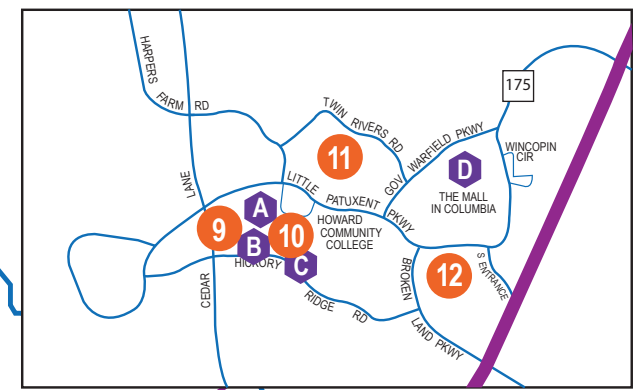 HARPERS
FARM RD
TWIN RIVERS RD
175
GOV WARFIELD PKWY
WINCOPIN
CIR
11
D
THE MALL
IN COLUMBIA
LANE
LITTLE PATUXENT PKWY
A
9
10
HOWARD
COMMUNITY
COLLEGE
B
C
HICKORY RIDGE RD
CEDAR
BROKEN LAND PKWY
12
S ENTRANCE